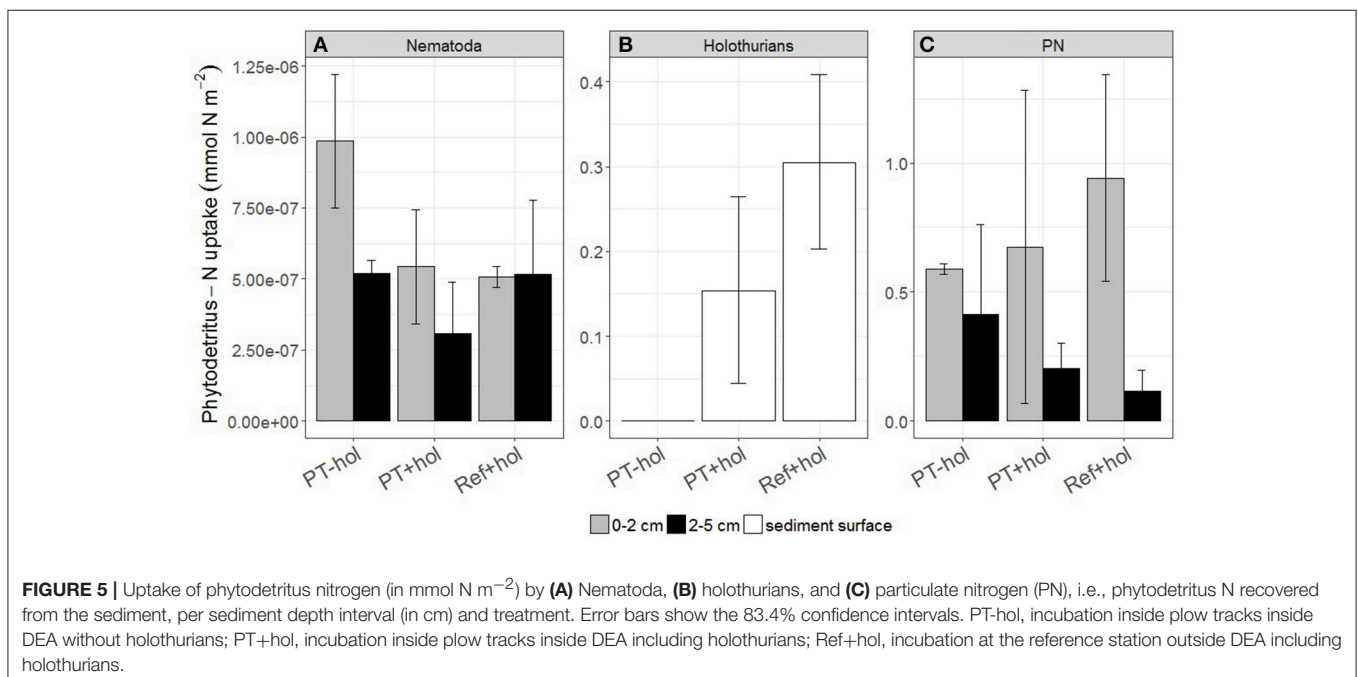 A Nematoda
B Holothurians
C PN
Phytodetritus – N uptake (mmol N m−2)
1.25e-06
1.00e-06
7.50e-07
5.00e-07
2.50e-07
0.00e+00
0.4
0.3
0.2
0.1
0.0
1.0
0.5
0.0
PT-hol PT+hol Ref+hol
PT-hol PT+hol Ref+hol
PT-hol PT+hol Ref+hol
0-2 cm 2-5 cm sediment surface
FIGURE 5 | Uptake of phytodetritus nitrogen (in mmol N m−2) by (A) Nematoda, (B) holothurians, and (C) particulate nitrogen (PN), i.e., phytodetritus N recovered
from the sediment, per sediment depth interval (in cm) and treatment. Error bars show the 83.4% confidence intervals. PT-hol, incubation inside plow tracks inside
DEA without holothurians; PT+hol, incubation inside plow tracks inside DEA including holothurians; Ref+hol, incubation at the reference station outside DEA including
holothurians.